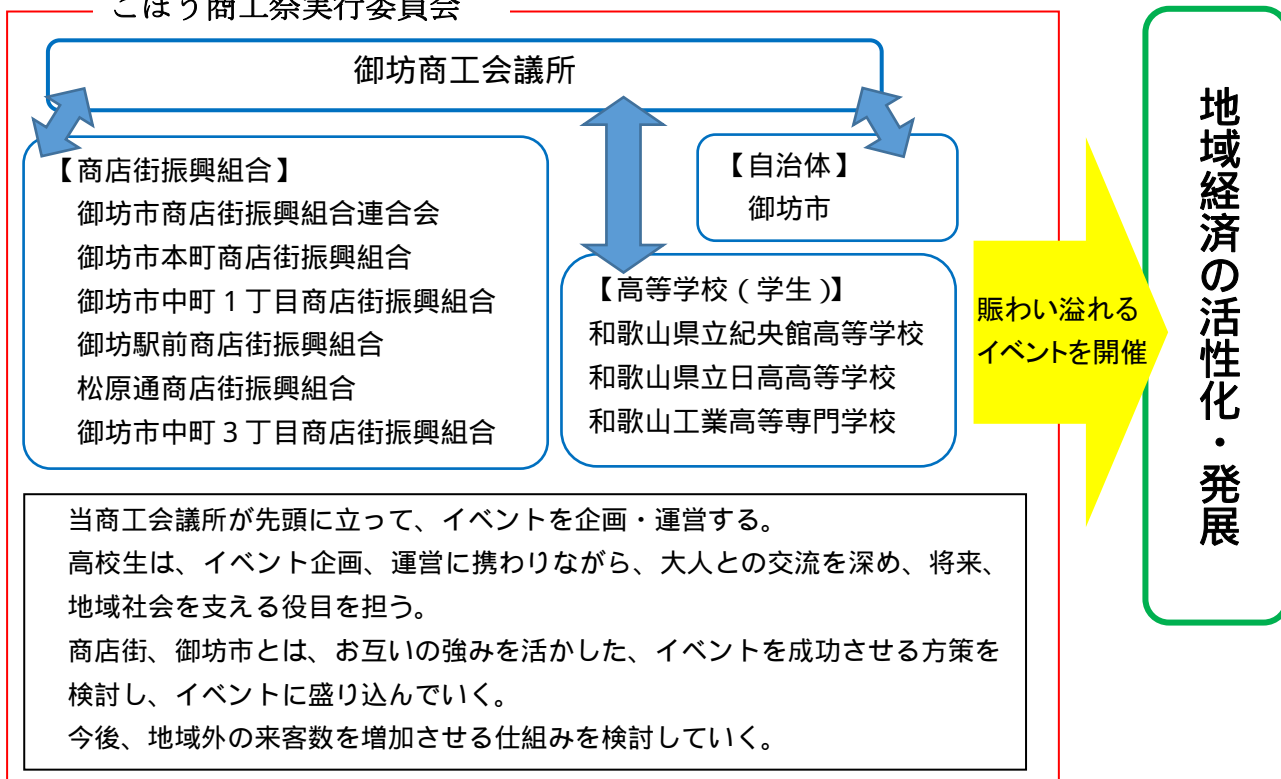 ごぼう商工祭実行委員会
御坊商工会議所
【商店街振興組合】
御坊市商店街振興組合連合会
御坊市本町商店街振興組合
御坊市中町1丁目商店街振興組合
御坊駅前商店街振興組合
松原通商店街振興組合
御坊市中町3丁目商店街振興組合
【自治体】
御坊市
【高等学校(学生)】
和歌山県立紀央館高等学校
和歌山県立日高高等学校
和歌山工業高等専門学校
賑わい溢れる
イベントを開催
地域経済の活性化・発展
当商工会議所が先頭に立って、イベントを企画・運営する。
高校生は、イベント企画、運営に携わりながら、大人との交流を深め、将来、
地域社会を支える役目を担う。
商店街、御坊市とは、お互いの強みを活かした、イベントを成功させる方策を
検討し、イベントに盛り込んでいく。
今後、地域外の来客数を増加させる仕組みを検討していく。